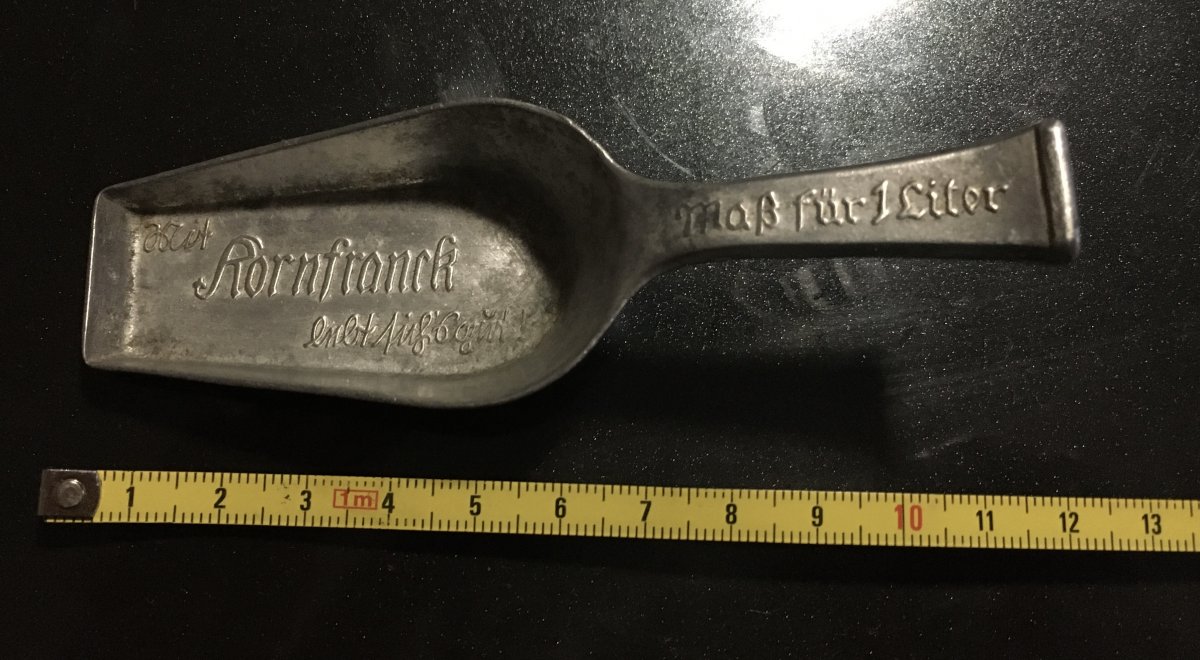 Mit
Kornfranck
lebt sich's gut!
Maß für 1 Liter
1 2 3 1m 4 5 6 7 8 9 10 11 12 13